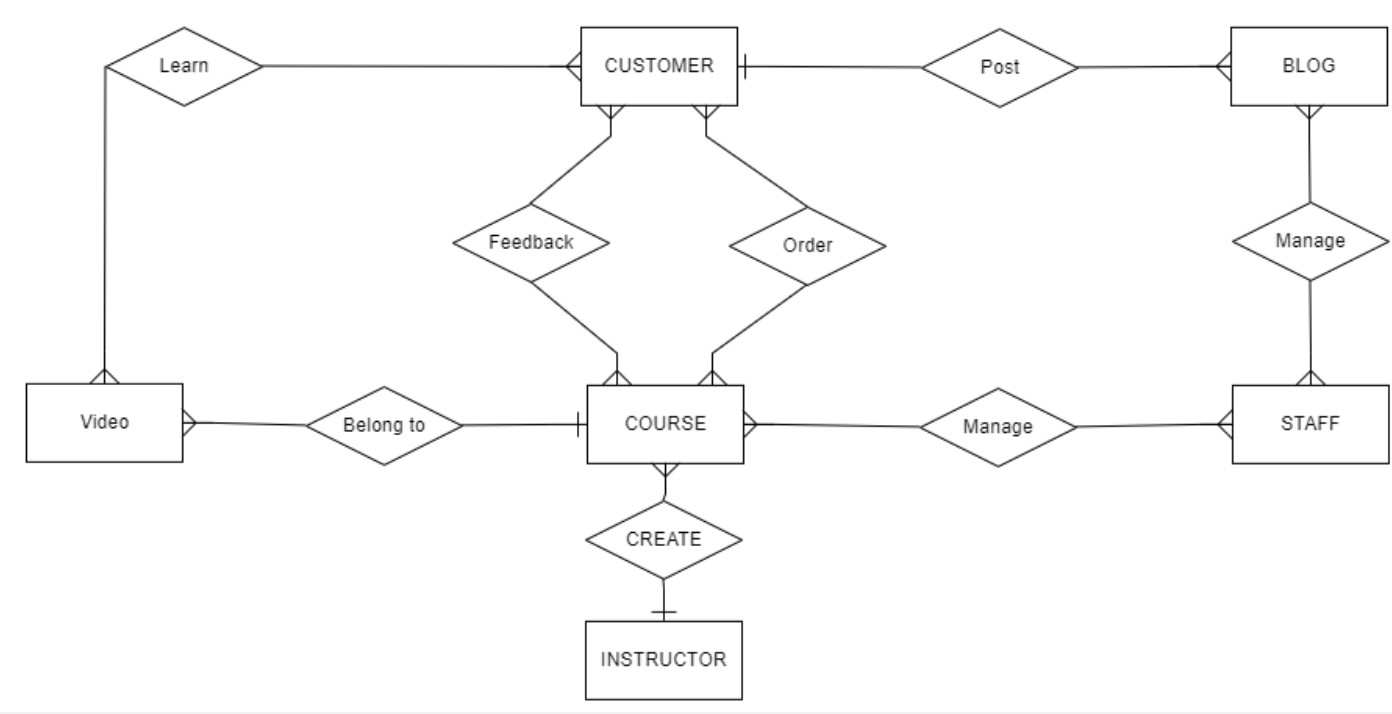 Learn
CUSTOMER
Post
BLOG
Feedback
Order
Manage
Video
Belong to
COURSE
Manage
STAFF
CREATE
INSTRUCTOR